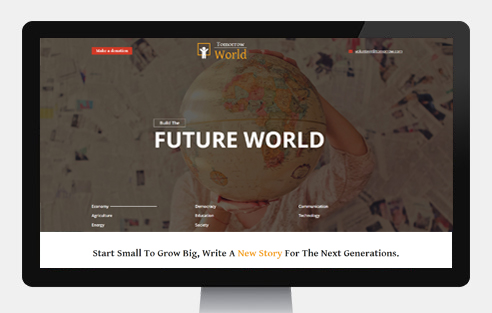 Make a donation
Tomorrow
World
Build The
FUTURE WORLD
Economy
Democracy
Communication
Agriculture
Education
Technology
Energy
Society
Start Small To Grow Big, Write A New Story For The Next Generations.